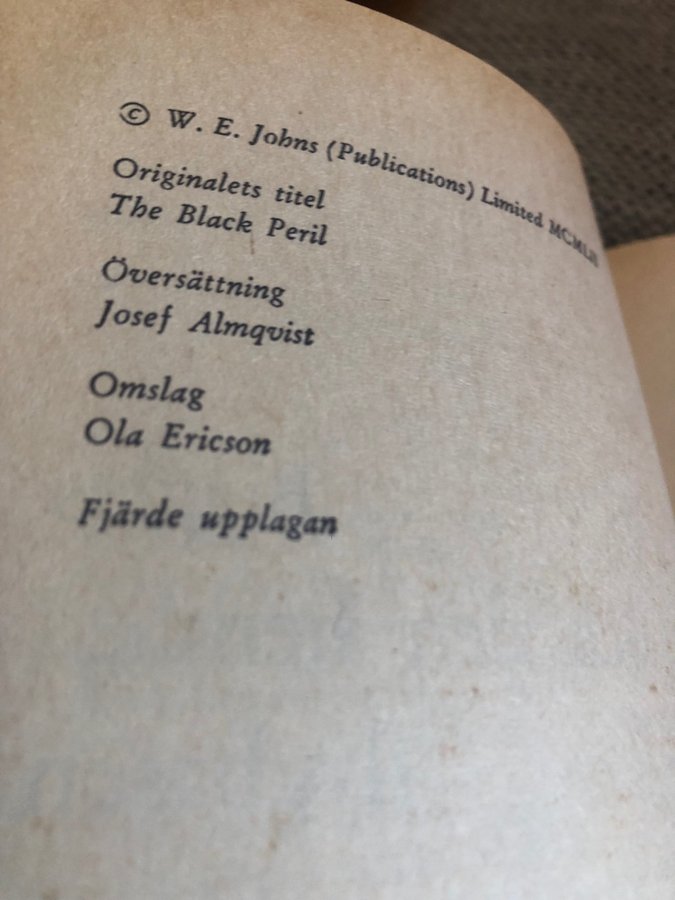 © W. E. Johns (Publications) Limited
Originalets titel
The Black Peril
Översättning
Josef Almqvist
Omslag
Ola Ericson
Fjärde upplagan